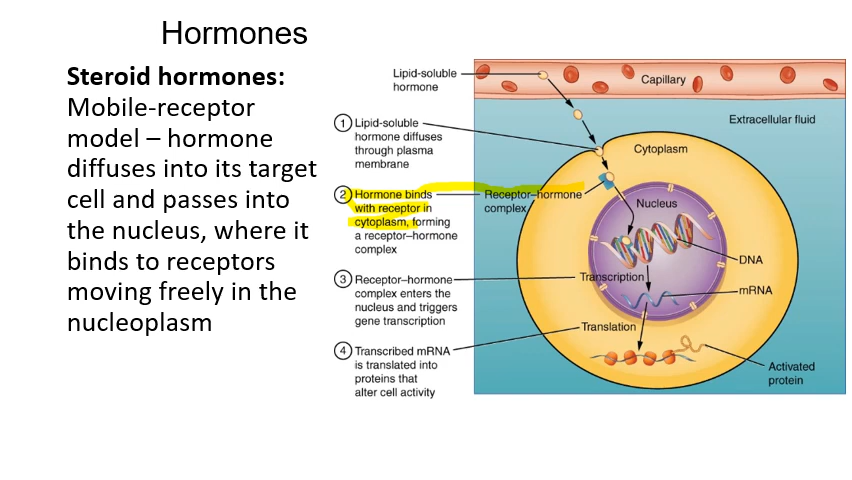 Hormones
Steroid hormones:
Mobile-receptor
model – hormone
diffuses into its target
cell and passes into
the nucleus, where it
binds to receptors
moving freely in the
nucleoplasm
Lipid-soluble
hormone
Capillary
Extracellular fluid
1 Lipid-soluble
hormone diffuses
through plasma
membrane
Cytoplasm
2 Hormone binds
with receptor in
cytoplasm, forming
a receptor–hormone
complex
Receptor–hormone
complex
Nucleus
DNA
3 Receptor–hormone
complex enters the
nucleus and triggers
gene transcription
Transcription
mRNA
Translation
4 Transcribed mRNA
is translated into
proteins that
alter cell activity
Activated
protein